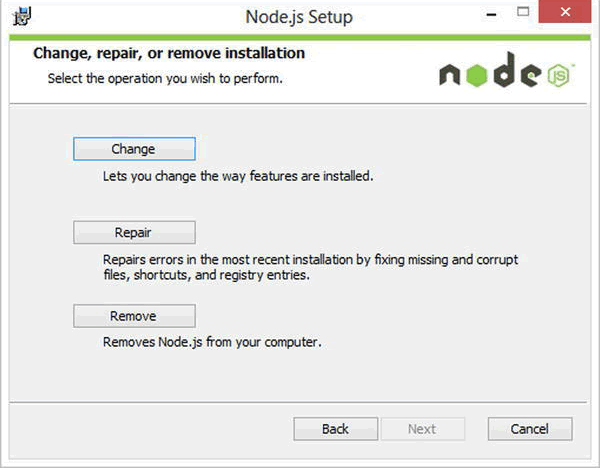 Node.js Setup
Change, repair, or remove installation
Select the operation you wish to perform.
node
JS
Change
Lets you change the way features are installed.
Repair
Repairs errors in the most recent installation by fixing missing and corrupt
files, shortcuts, and registry entries.
Remove
Removes Node.js from your computer.
Back
Next
Cancel